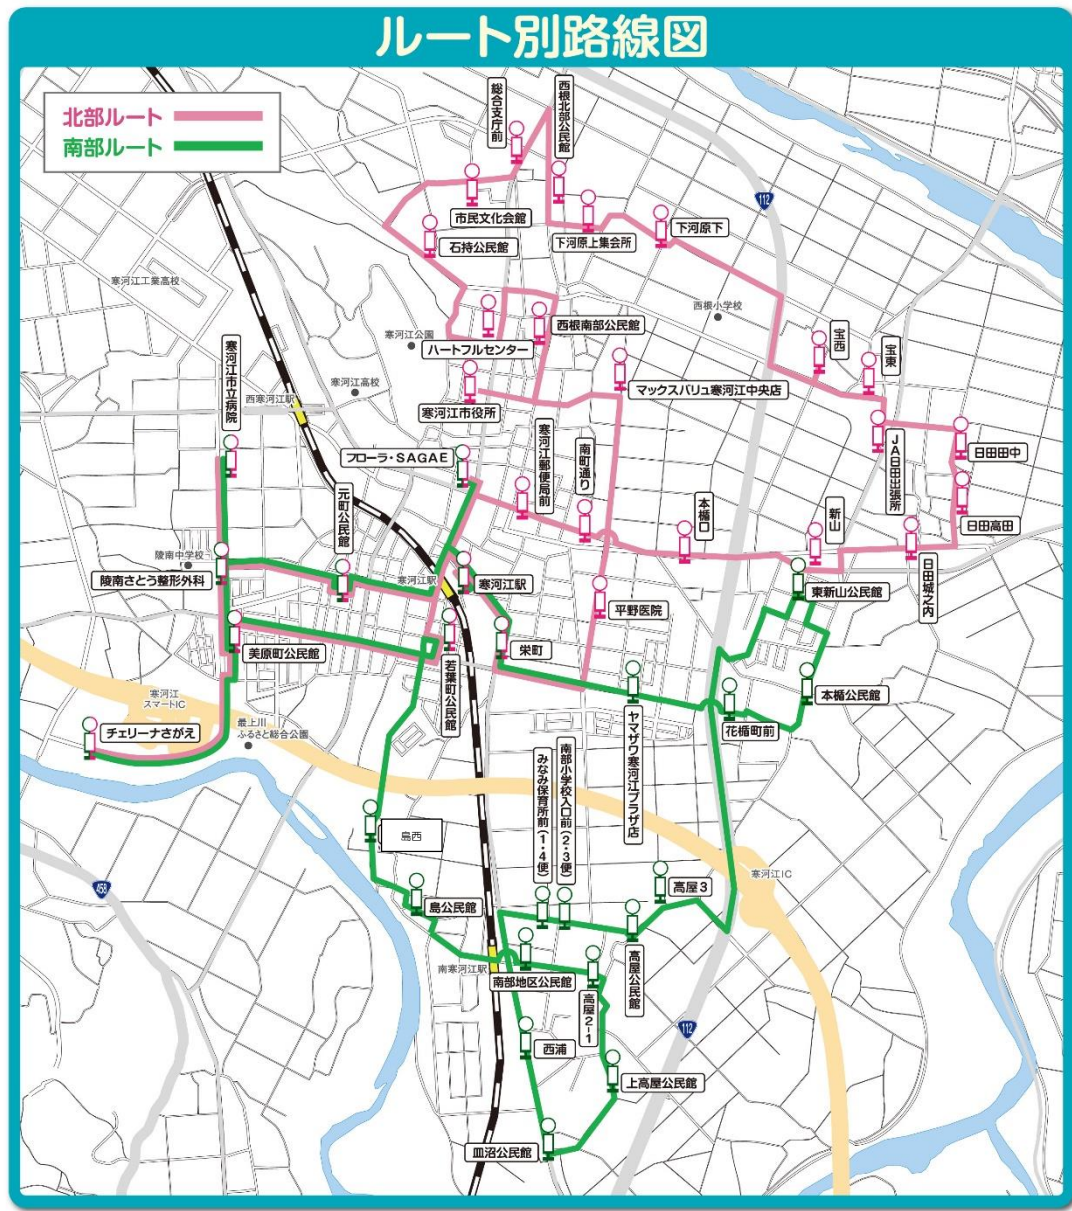 ルート別路線図
北部ルート
南部ルート
総合支庁前
西根北部公民館
112
市民文化会館
下河原上集会所
下河原下
石持公民館
寒河江工業高校
西根小学校
寒河江公園
ハートフルセンター
西根南部公民館
宝西
宝東
寒河江市立病院
西寒河江駅
寒河江高校
寒河江市役所
マックスバリュ寒河江中央店
フローラ・SAGAE
寒河江郵便局前
南町通り
JA日田出張所
日田田中
元町公民館
本楯口
新山
日田高田
日田城之内
陵南中学校
陵南さとう整形外科
寒河江駅
寒河江駅
東新山公民館
平野医院
美原町公民館
若葉町公民館
栄町
本楯公民館
寒河江
スマートIC
チェリーナさがえ
最上川
ふるさと総合公園
ヤマザワ寒河江プラザ店
花楯町前
みなみ保育所前(1・4便)
南部小学校入口前(2・3便)
島西
458
寒河江IC
島公民館
高屋3
南寒河江駅
南部地区公民館
高屋2-1
高屋公民館
112
西浦
上高屋公民館
皿沼公民館